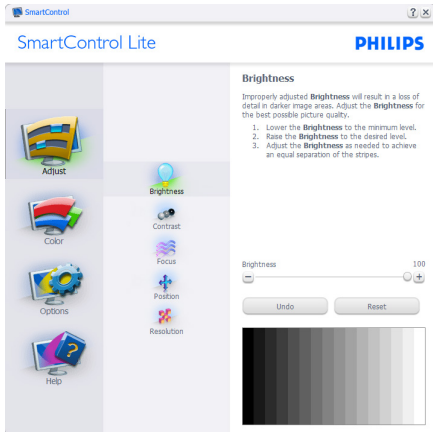 SmartControl
SmartControl Lite
PHILIPS
Adjust
Color
Options
Help
Brightness
Contrast
Focus
Position
Resolution
Brightness
Improperly adjusted Brightness will result in a loss of
detail in darker image areas. Adjust the Brightness for
the best possible picture quality.
1. Lower the Brightness to the minimum level.
2. Raise the Brightness to the desired level.
3. Adjust the Brightness as needed to achieve
an equal separation of the stripes.
Brightness 100
Undo Reset